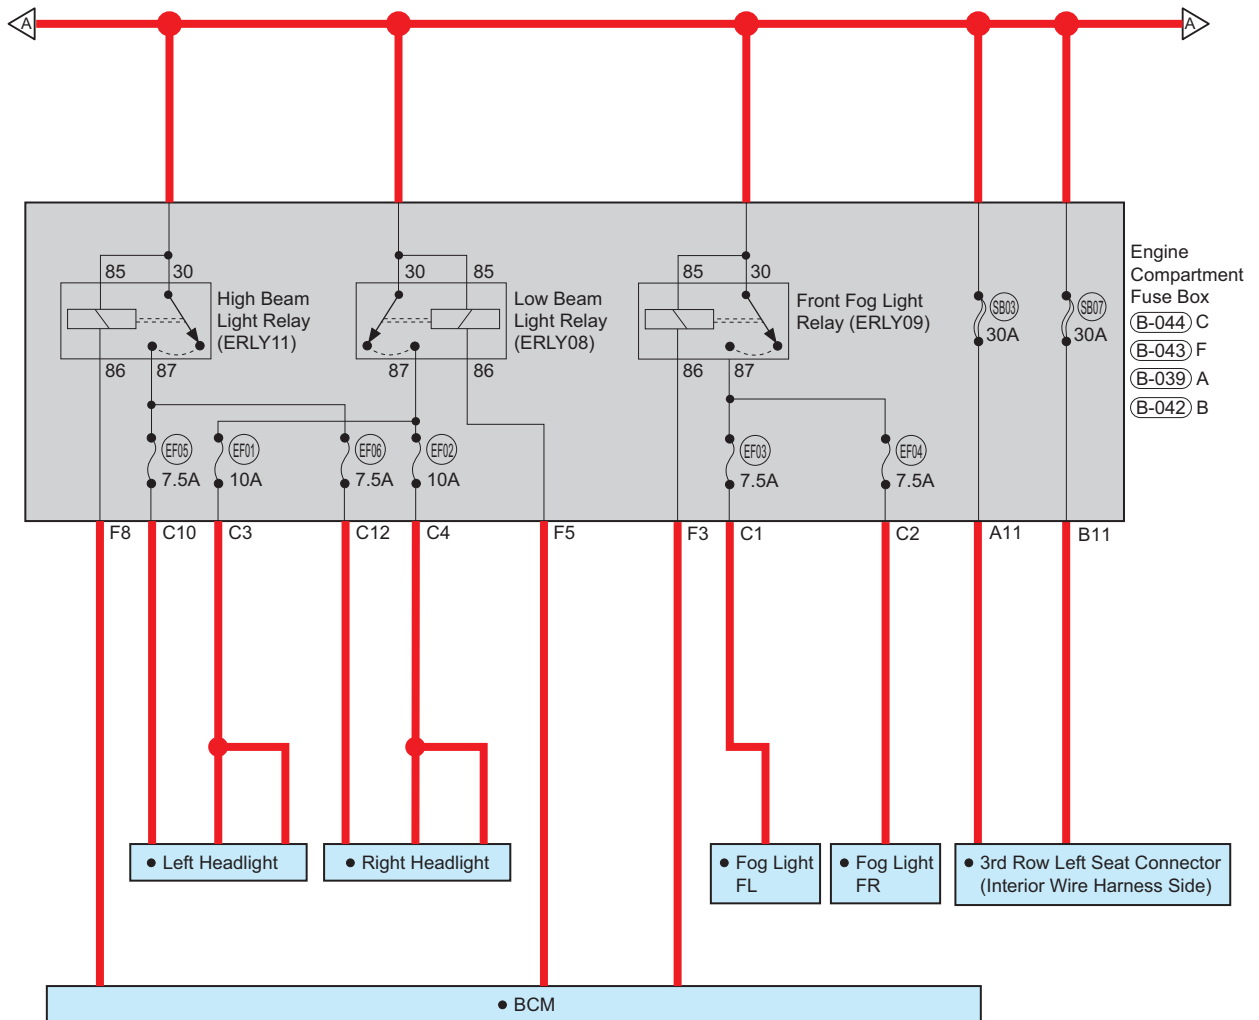 A
A
85
30
High Beam
Light Relay
(ERLY11)
86
87
30
85
Low Beam
Light Relay
(ERLY08)
87
86
85
30
Front Fog Light
Relay (ERLY09)
86
87
SB03
30A
SB07
30A
Engine
Compartment
Fuse Box
B-044 C
B-043 F
B-039 A
B-042 B
EF05
7.5A
EF01
10A
EF06
7.5A
EF02
10A
EF03
7.5A
EF04
7.5A
F8
C10
C3
C12
C4
F5
F3
C1
C2
A11
B11
• Left Headlight
• Right Headlight
• Fog Light
FL
• Fog Light
FR
• 3rd Row Left Seat Connector
(Interior Wire Harness Side)
• BCM